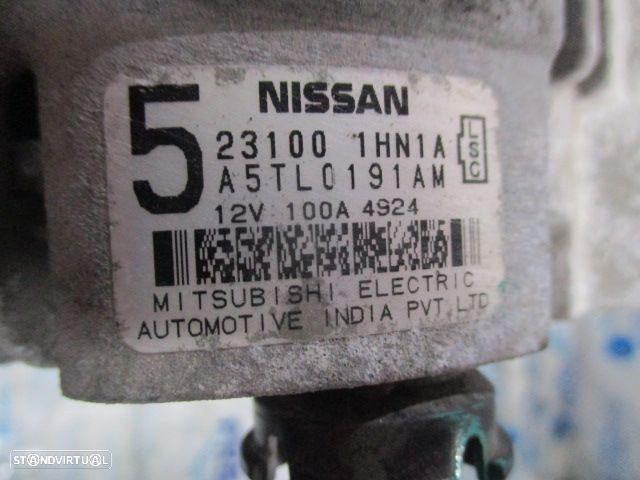 5
NISSAN
23100 1HN1A
LSC
A5TL0191AM
12V 100A 4924
MITSUBISHI ELECTRIC
AUTOMOTIVE INDIA PVT.LTD
STANDVIRTUAL